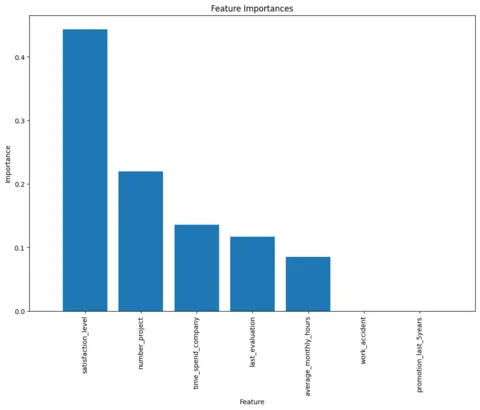 Feature Importances
Importance
0.4
0.3
0.2
0.1
0.0
satisfaction_level
number_project
time_spend_company
last_evaluation
average_monthly_hours
work_accident
promotion_last_5years
Feature